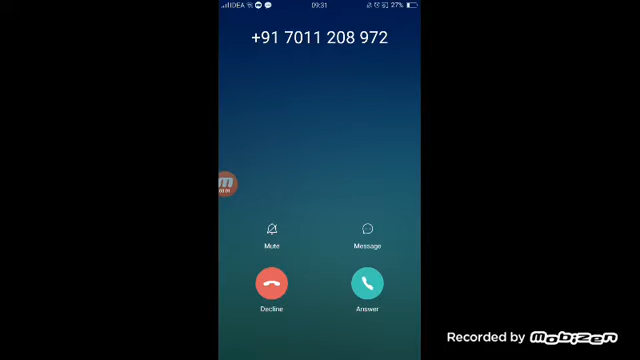 IDEA
09:31
27%
+91 7011 208 972
Mute
Message
Decline
Answer
Recorded by mobizen